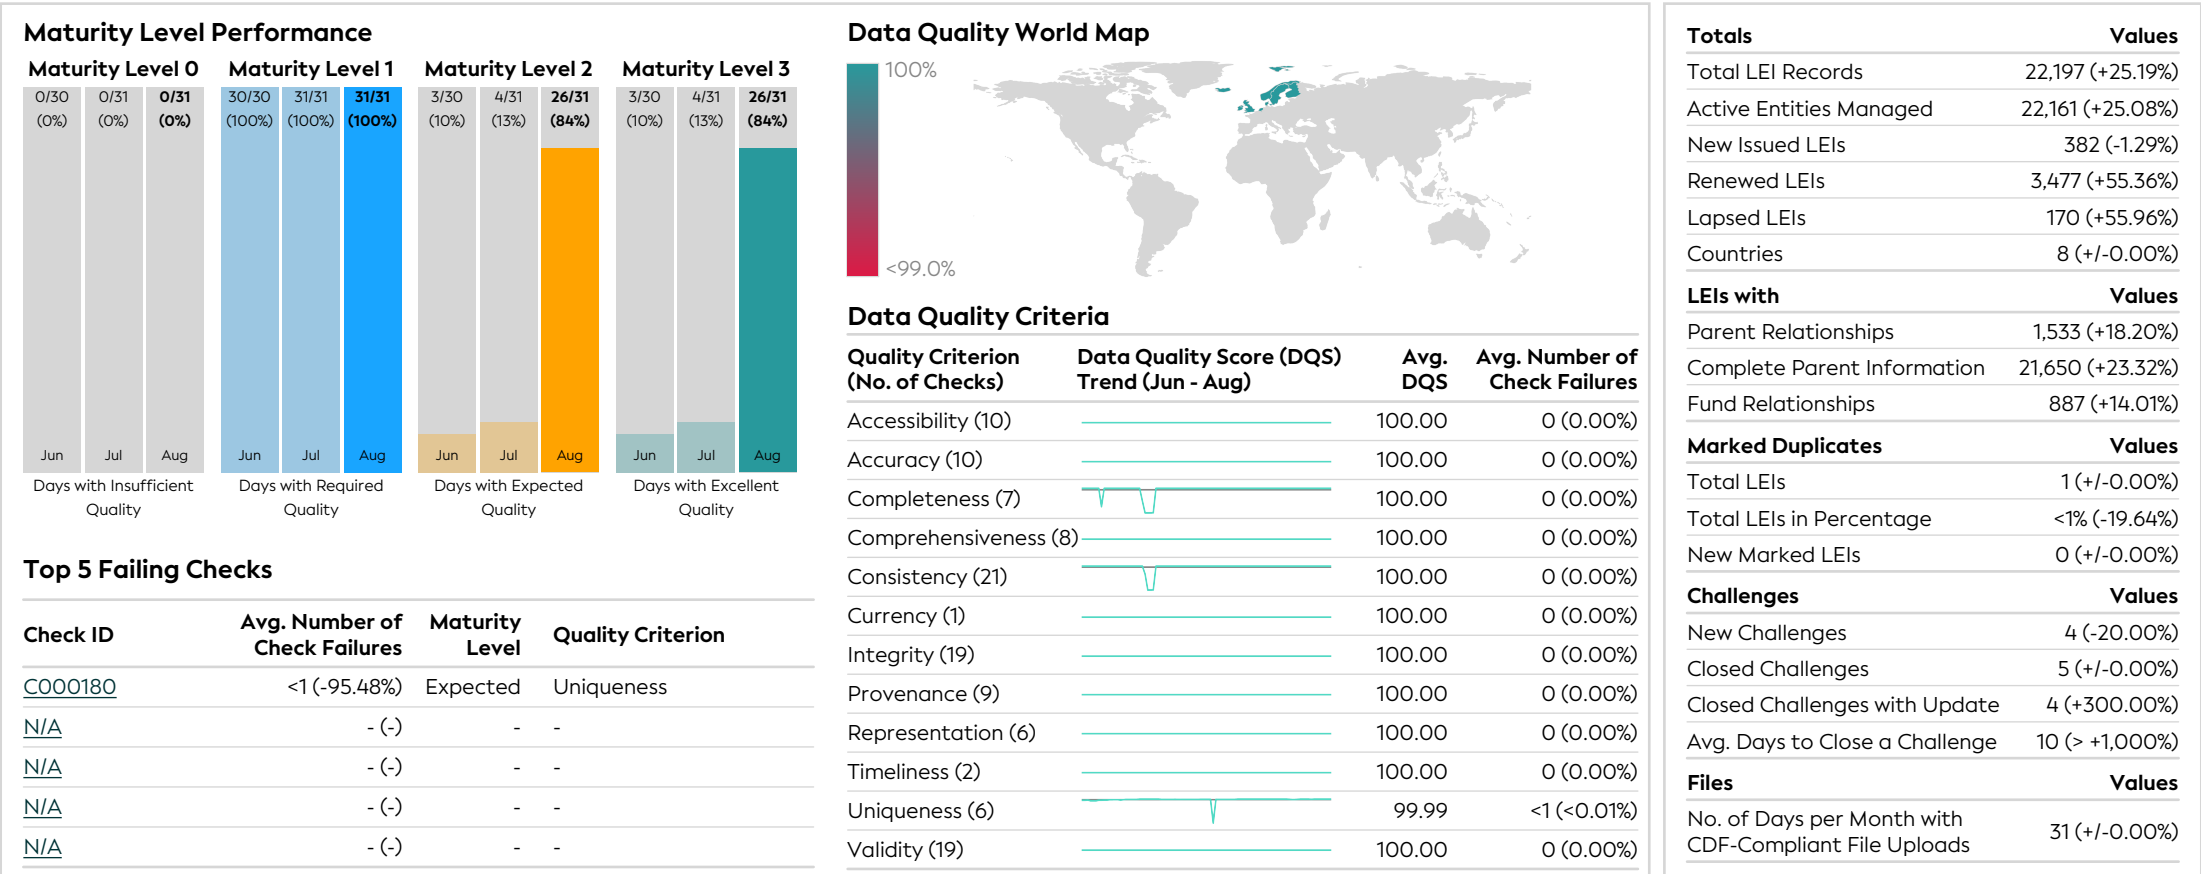 Maturity Level Performance
Maturity Level 0 Maturity Level 1 Maturity Level 2 Maturity Level 3
0/30 0/31 0/31 30/30 31/31 31/31 3/30 4/31 26/31 3/30 4/31 26/31
(0%) (0%) (0%) (100%) (100%) (100%) (10%) (13%) (84%) (10%) (13%) (84%)
Jun Jul Aug Jun Jul Aug Jun Jul Aug Jun Jul Aug
Days with Insufficient Days with Required Days with Expected Days with Excellent
Quality Quality Quality Quality
Top 5 Failing Checks
Check ID Avg. Number of Check Failures Maturity Level Quality Criterion
C000180 <1 (-95.48%) Expected Uniqueness
N/A - (-) - -
N/A - (-) - -
N/A - (-) - -
N/A - (-) - -
Data Quality World Map
100%
<99.0%
Data Quality Criteria
Quality Criterion Data Quality Score (DQS) Avg. Avg. Number of
(No. of Checks) Trend (Jun - Aug) DQS Check Failures
Accessibility (10) 100.00 0 (0.00%)
Accuracy (10) 100.00 0 (0.00%)
Completeness (7) 100.00 0 (0.00%)
Comprehensiveness (8) 100.00 0 (0.00%)
Consistency (21) 100.00 0 (0.00%)
Currency (1) 100.00 0 (0.00%)
Integrity (19) 100.00 0 (0.00%)
Provenance (9) 100.00 0 (0.00%)
Representation (6) 100.00 0 (0.00%)
Timeliness (2) 100.00 0 (0.00%)
Uniqueness (6) 99.99 <1 (<0.01%)
Validity (19) 100.00 0 (0.00%)
Totals Values
Total LEI Records 22,197 (+25.19%)
Active Entities Managed 22,161 (+25.08%)
New Issued LEIs 382 (-1.29%)
Renewed LEIs 3,477 (+55.36%)
Lapsed LEIs 170 (+55.96%)
Countries 8 (+/-0.00%)
LEIs with Values
Parent Relationships 1,533 (+18.20%)
Complete Parent Information 21,650 (+23.32%)
Fund Relationships 887 (+14.01%)
Marked Duplicates Values
Total LEIs 1 (+/-0.00%)
Total LEIs in Percentage <1% (-19.64%)
New Marked LEIs 0 (+/-0.00%)
Challenges Values
New Challenges 4 (-20.00%)
Closed Challenges 5 (+/-0.00%)
Closed Challenges with Update 4 (+300.00%)
Avg. Days to Close a Challenge 10 (> +1,000%)
Files Values
No. of Days per Month with
CDF-Compliant File Uploads 31 (+/-0.00%)